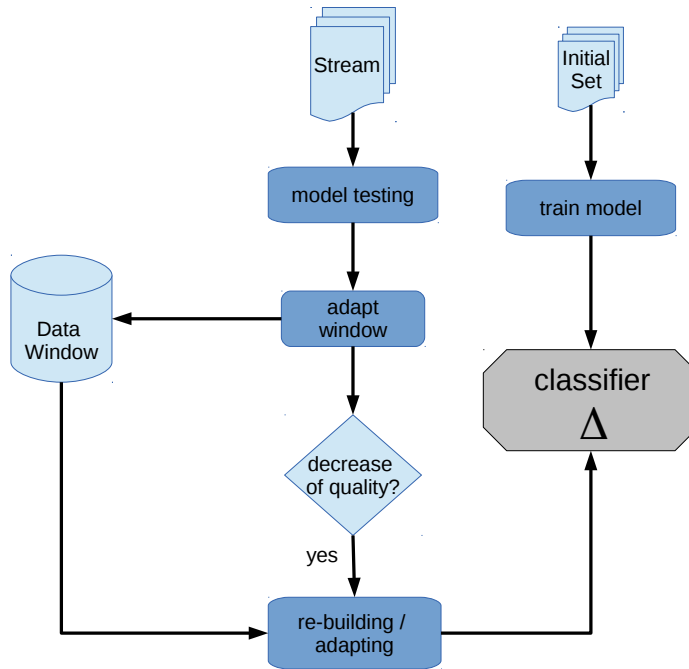 Stream
Initial
Set
model testing
train model
adapt
window
Data
Window
classifier
Δ
decrease
of quality?
yes
re-building /
adapting